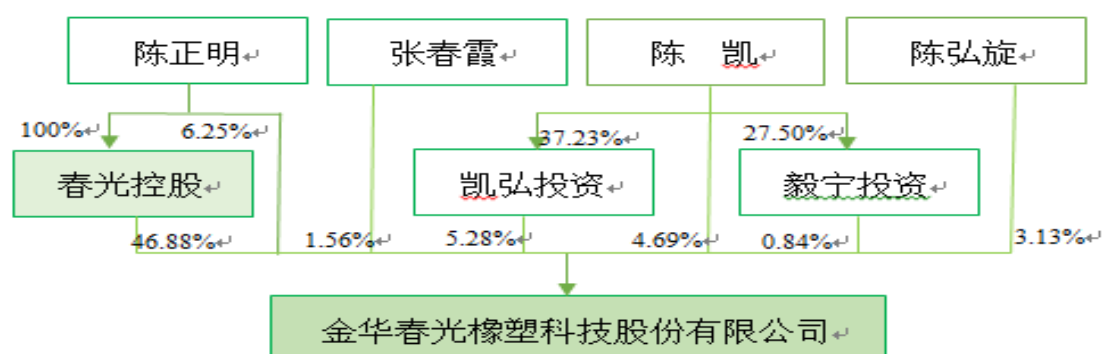 陈正明
张春霞
陈 凯
陈弘旋
100%
6.25%
37.23%
27.50%
春光控股
凯弘投资
毅宁投资
46.88%
1.56%
5.28%
4.69%
0.84%
3.13%
金华春光橡塑科技股份有限公司